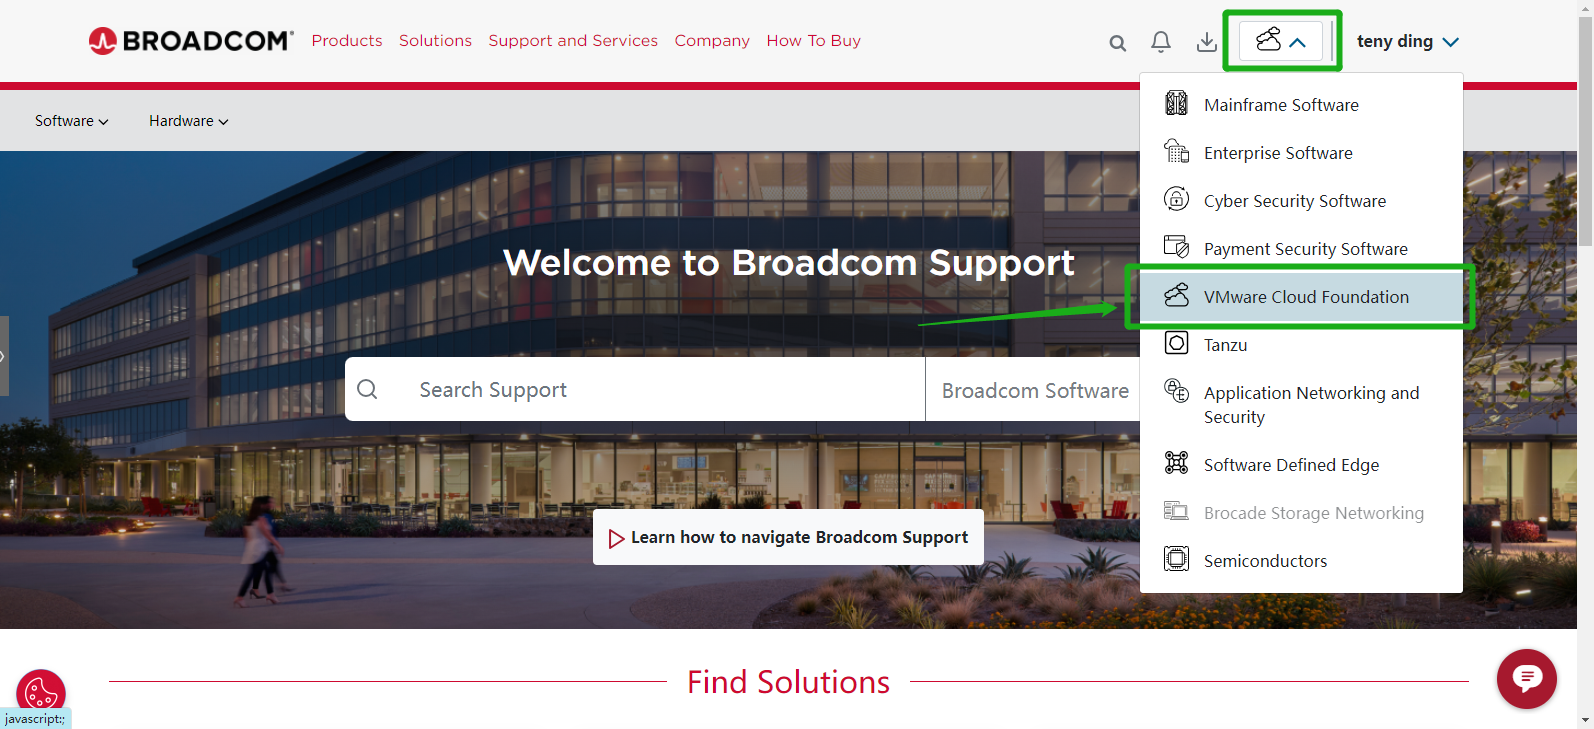 BROADCOM
Products Solutions Support and Services Company How To Buy
teny ding
Software Hardware
Mainframe Software
Enterprise Software
Cyber Security Software
Payment Security Software
VMware Cloud Foundation
Tanzu
Application Networking and
Security
Software Defined Edge
Brocade Storage Networking
Semiconductors
Welcome to Broadcom Support
Search Support
Broadcom Software
Learn how to navigate Broadcom Support
Find Solutions
javascript:;